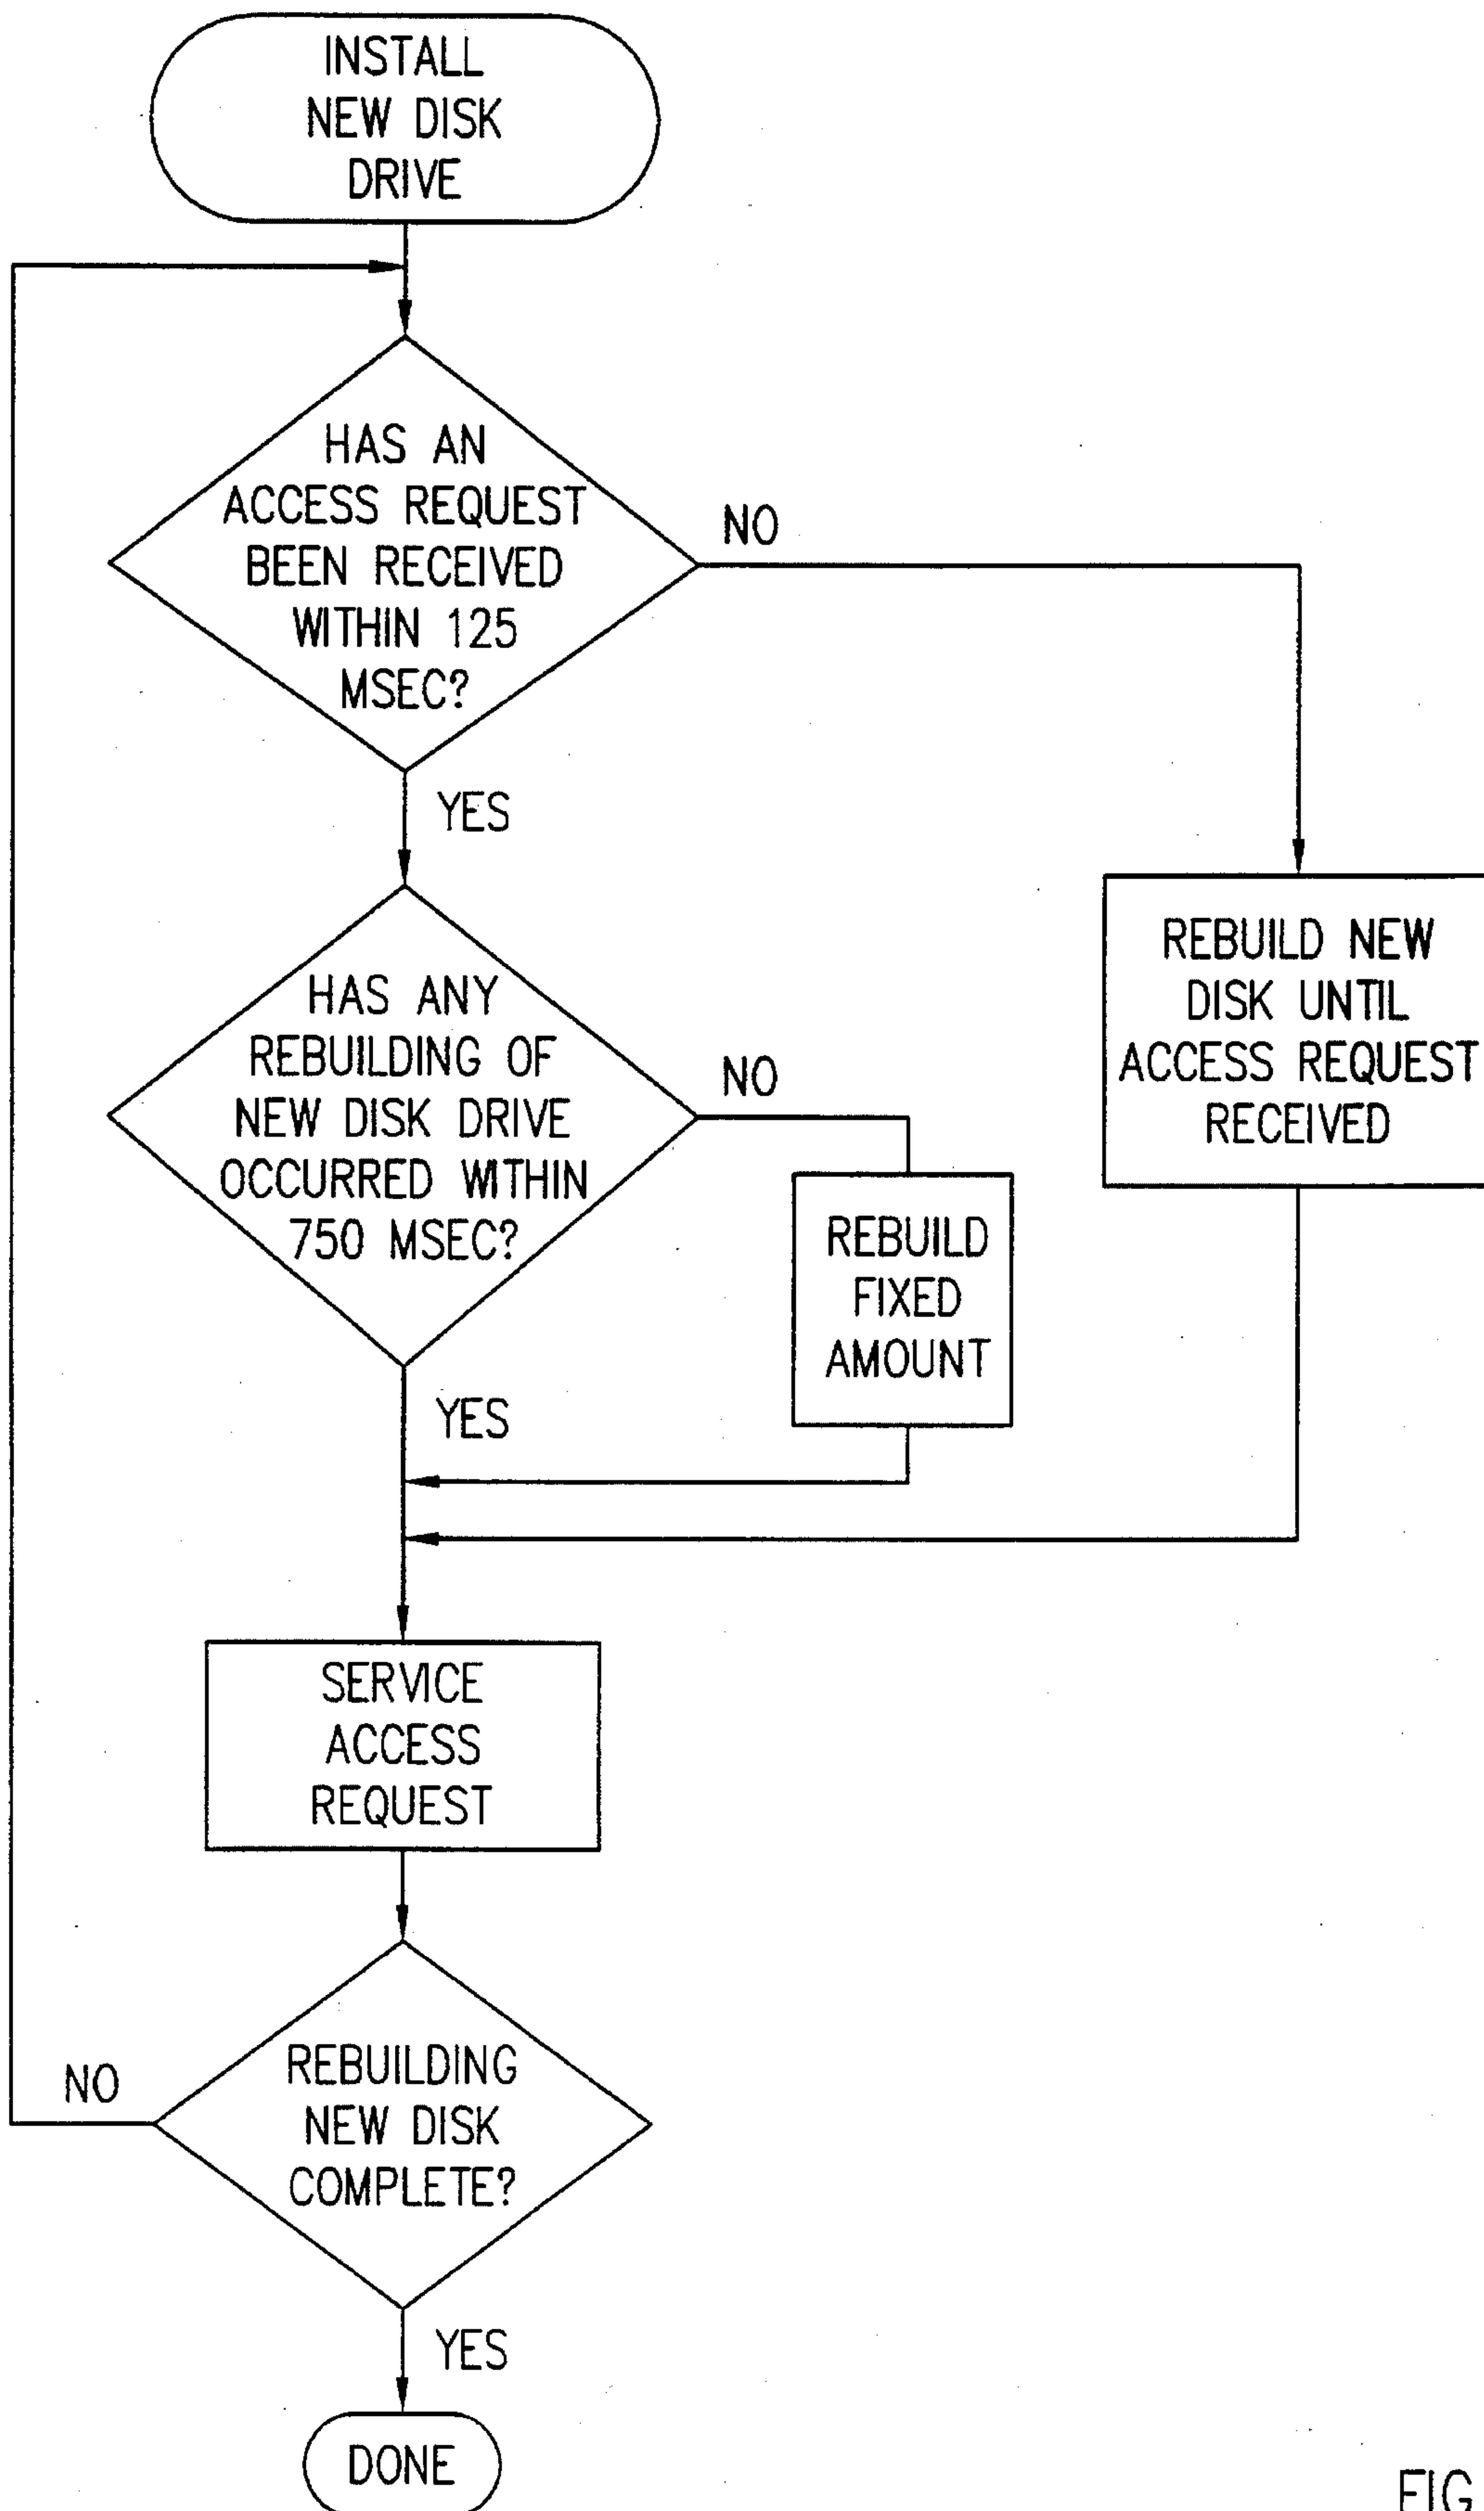 INSTALL
NEW DISK
DRIVE
HAS AN
ACCESS REQUEST
BEEN RECEIVED
WITHIN 125
MSEC?
NO
YES
HAS ANY
REBUILDING OF
NEW DISK DRIVE
OCCURRED WITHIN
750 MSEC?
NO
REBUILD
FIXED
AMOUNT
REBUILD NEW
DISK UNTIL
ACCESS REQUEST
RECEIVED
YES
SERVICE
ACCESS
REQUEST
REBUILDING
NEW DISK
COMPLETE?
NO
YES
DONE
FIG